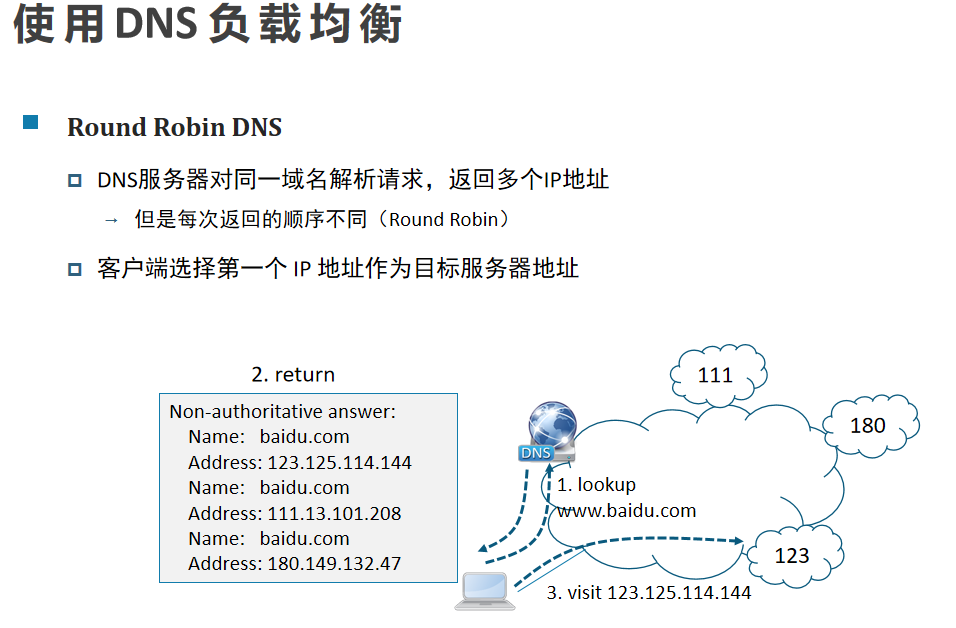 使用DNS 负载均衡
Round Robin DNS
DNS服务器对同一域名解析请求，返回多个IP地址
→ 但是每次返回的顺序不同（Round Robin）
客户端选择第一个 IP 地址作为目标服务器地址
2. return
Non-authoritative answer:
Name: baidu.com
Address: 123.125.114.144
Name: baidu.com
Address: 111.13.101.208
Name: baidu.com
Address: 180.149.132.47
111
180
DNS
1. lookup
www.baidu.com
123
3. visit 123.125.114.144